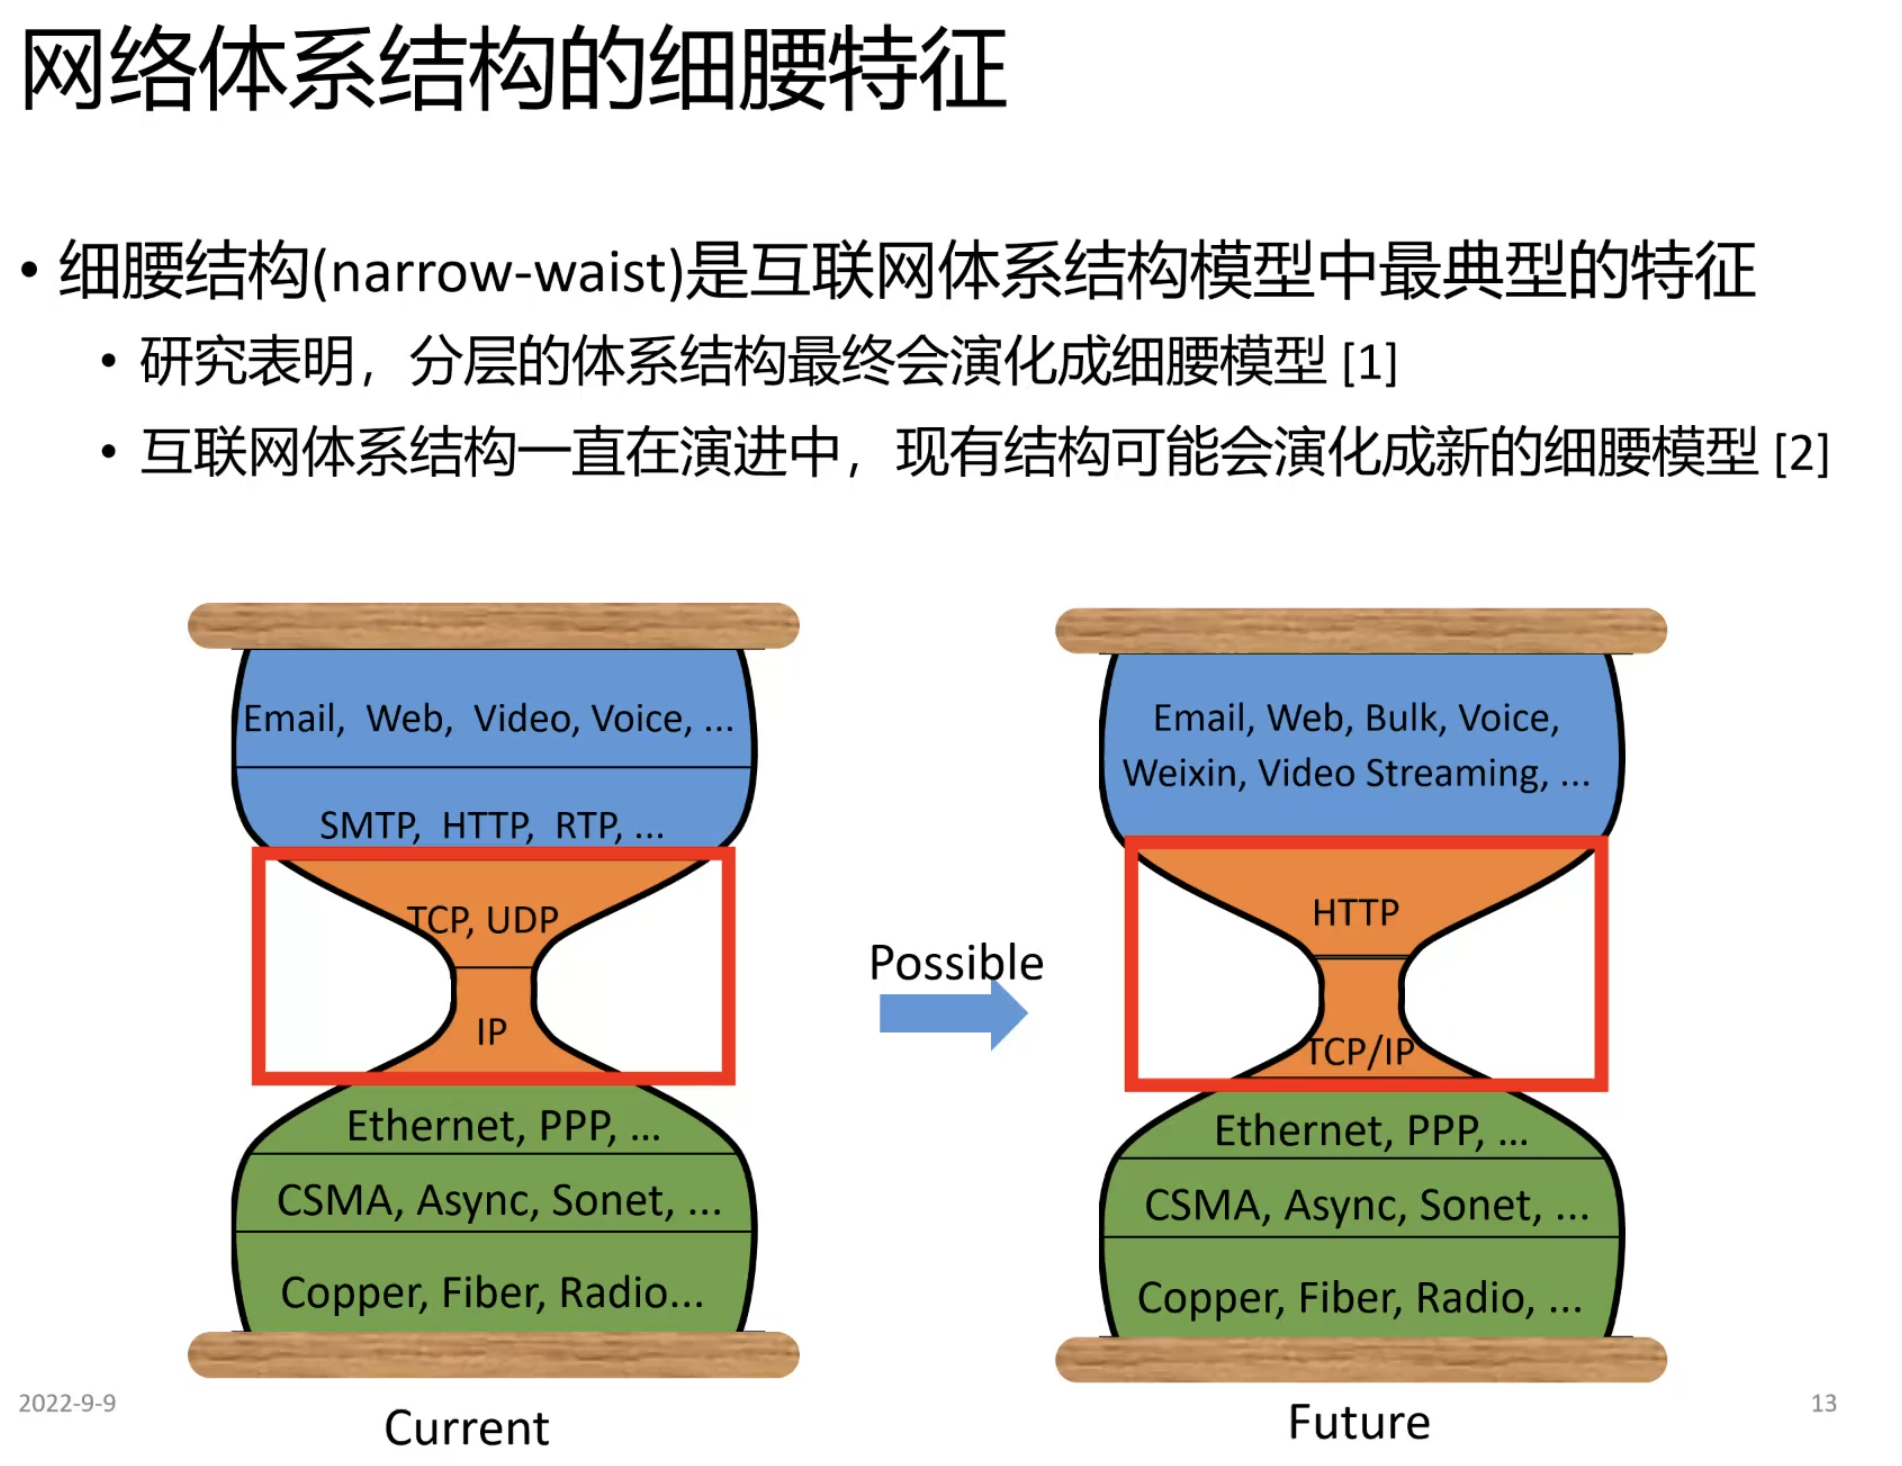 网络体系结构的细腰特征
• 细腰结构(narrow-waist)是互联网体系结构模型中最典型的特征
• 研究表明，分层的体系结构最终会演化成细腰模型 [1]
• 互联网体系结构一直在演进中，现有结构可能会演化成新的细腰模型 [2]
Email, Web, Video, Voice, ...
SMTP, HTTP, RTP, ...
TCP, UDP
IP
Ethernet, PPP, ...
CSMA, Async, Sonet, ...
Copper, Fiber, Radio...
Current
Possible
Email, Web, Bulk, Voice,
Weixin, Video Streaming, ...
HTTP
TCP/IP
Ethernet, PPP, ...
CSMA, Async, Sonet, ...
Copper, Fiber, Radio, ...
Future
2022-9-9
13